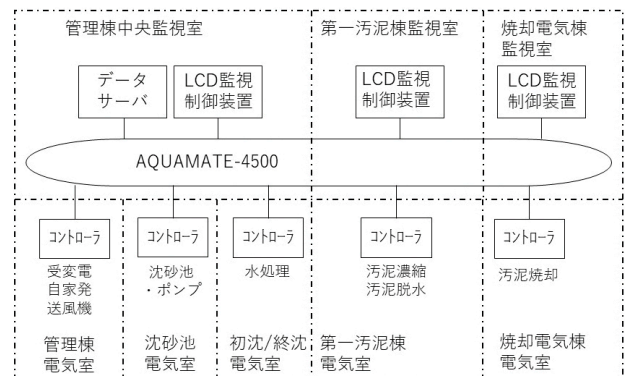 管理棟中央監視室
第一汚泥棟監視室
焼却電気棟
監視室
データ
サーバ
LCD監視
制御装置
LCD監視
制御装置
LCD監視
制御装置
AQUAMATE-4500
ｺﾝﾄﾛｰﾗ
ｺﾝﾄﾛｰﾗ
ｺﾝﾄﾛｰﾗ
ｺﾝﾄﾛｰﾗ
ｺﾝﾄﾛｰﾗ
受変電
自家発
送風機
沈砂池
・ポンプ
水処理
汚泥濃縮
汚泥脱水
汚泥焼却
管理棟
電気室
沈砂池
電気室
初沈/終沈
電気室
第一汚泥棟
電気室
焼却電気棟
電気室